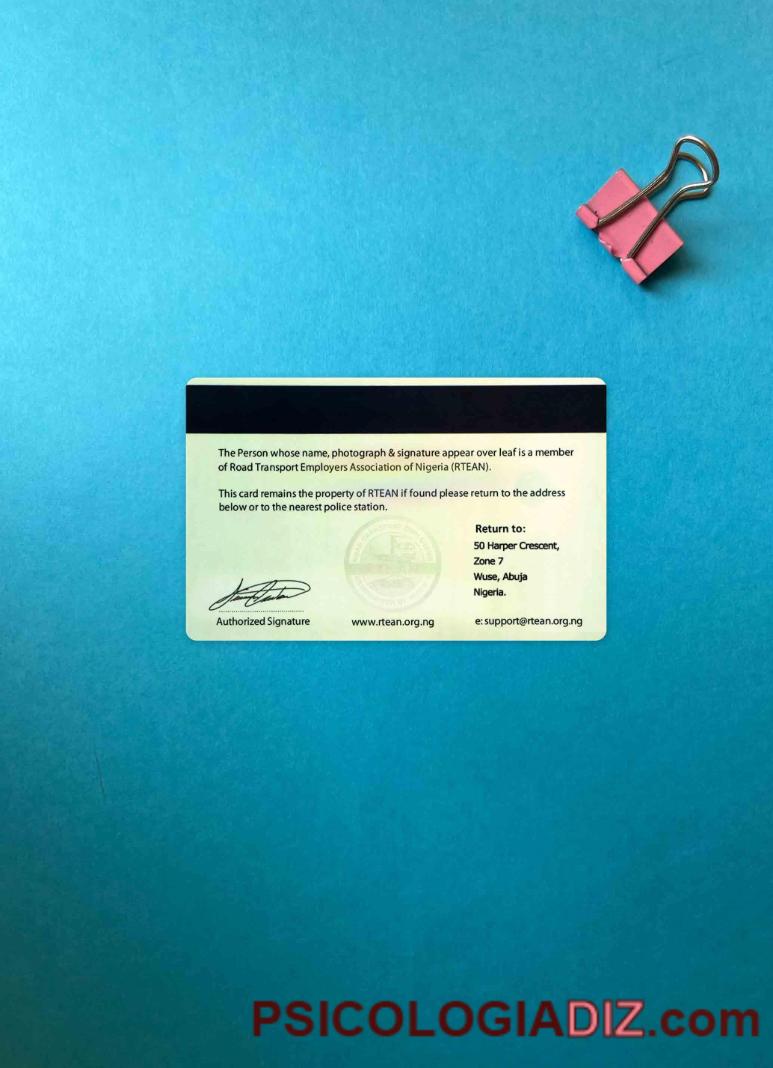 The Person whose name, photograph & signature appear over leaf is a member
of Road Transport Employers Association of Nigeria (RTEAN).
This card remains the property of RTEAN if found please return to the address
below or to the nearest police station.
Return to:
50 Harper Crescent,
Zone 7
Wuse, Abuja
Nigeria.
Authorized Signature
www.rtean.org.ng
e: support@rtean.org.ng
PSICOLOGIADIZ.com